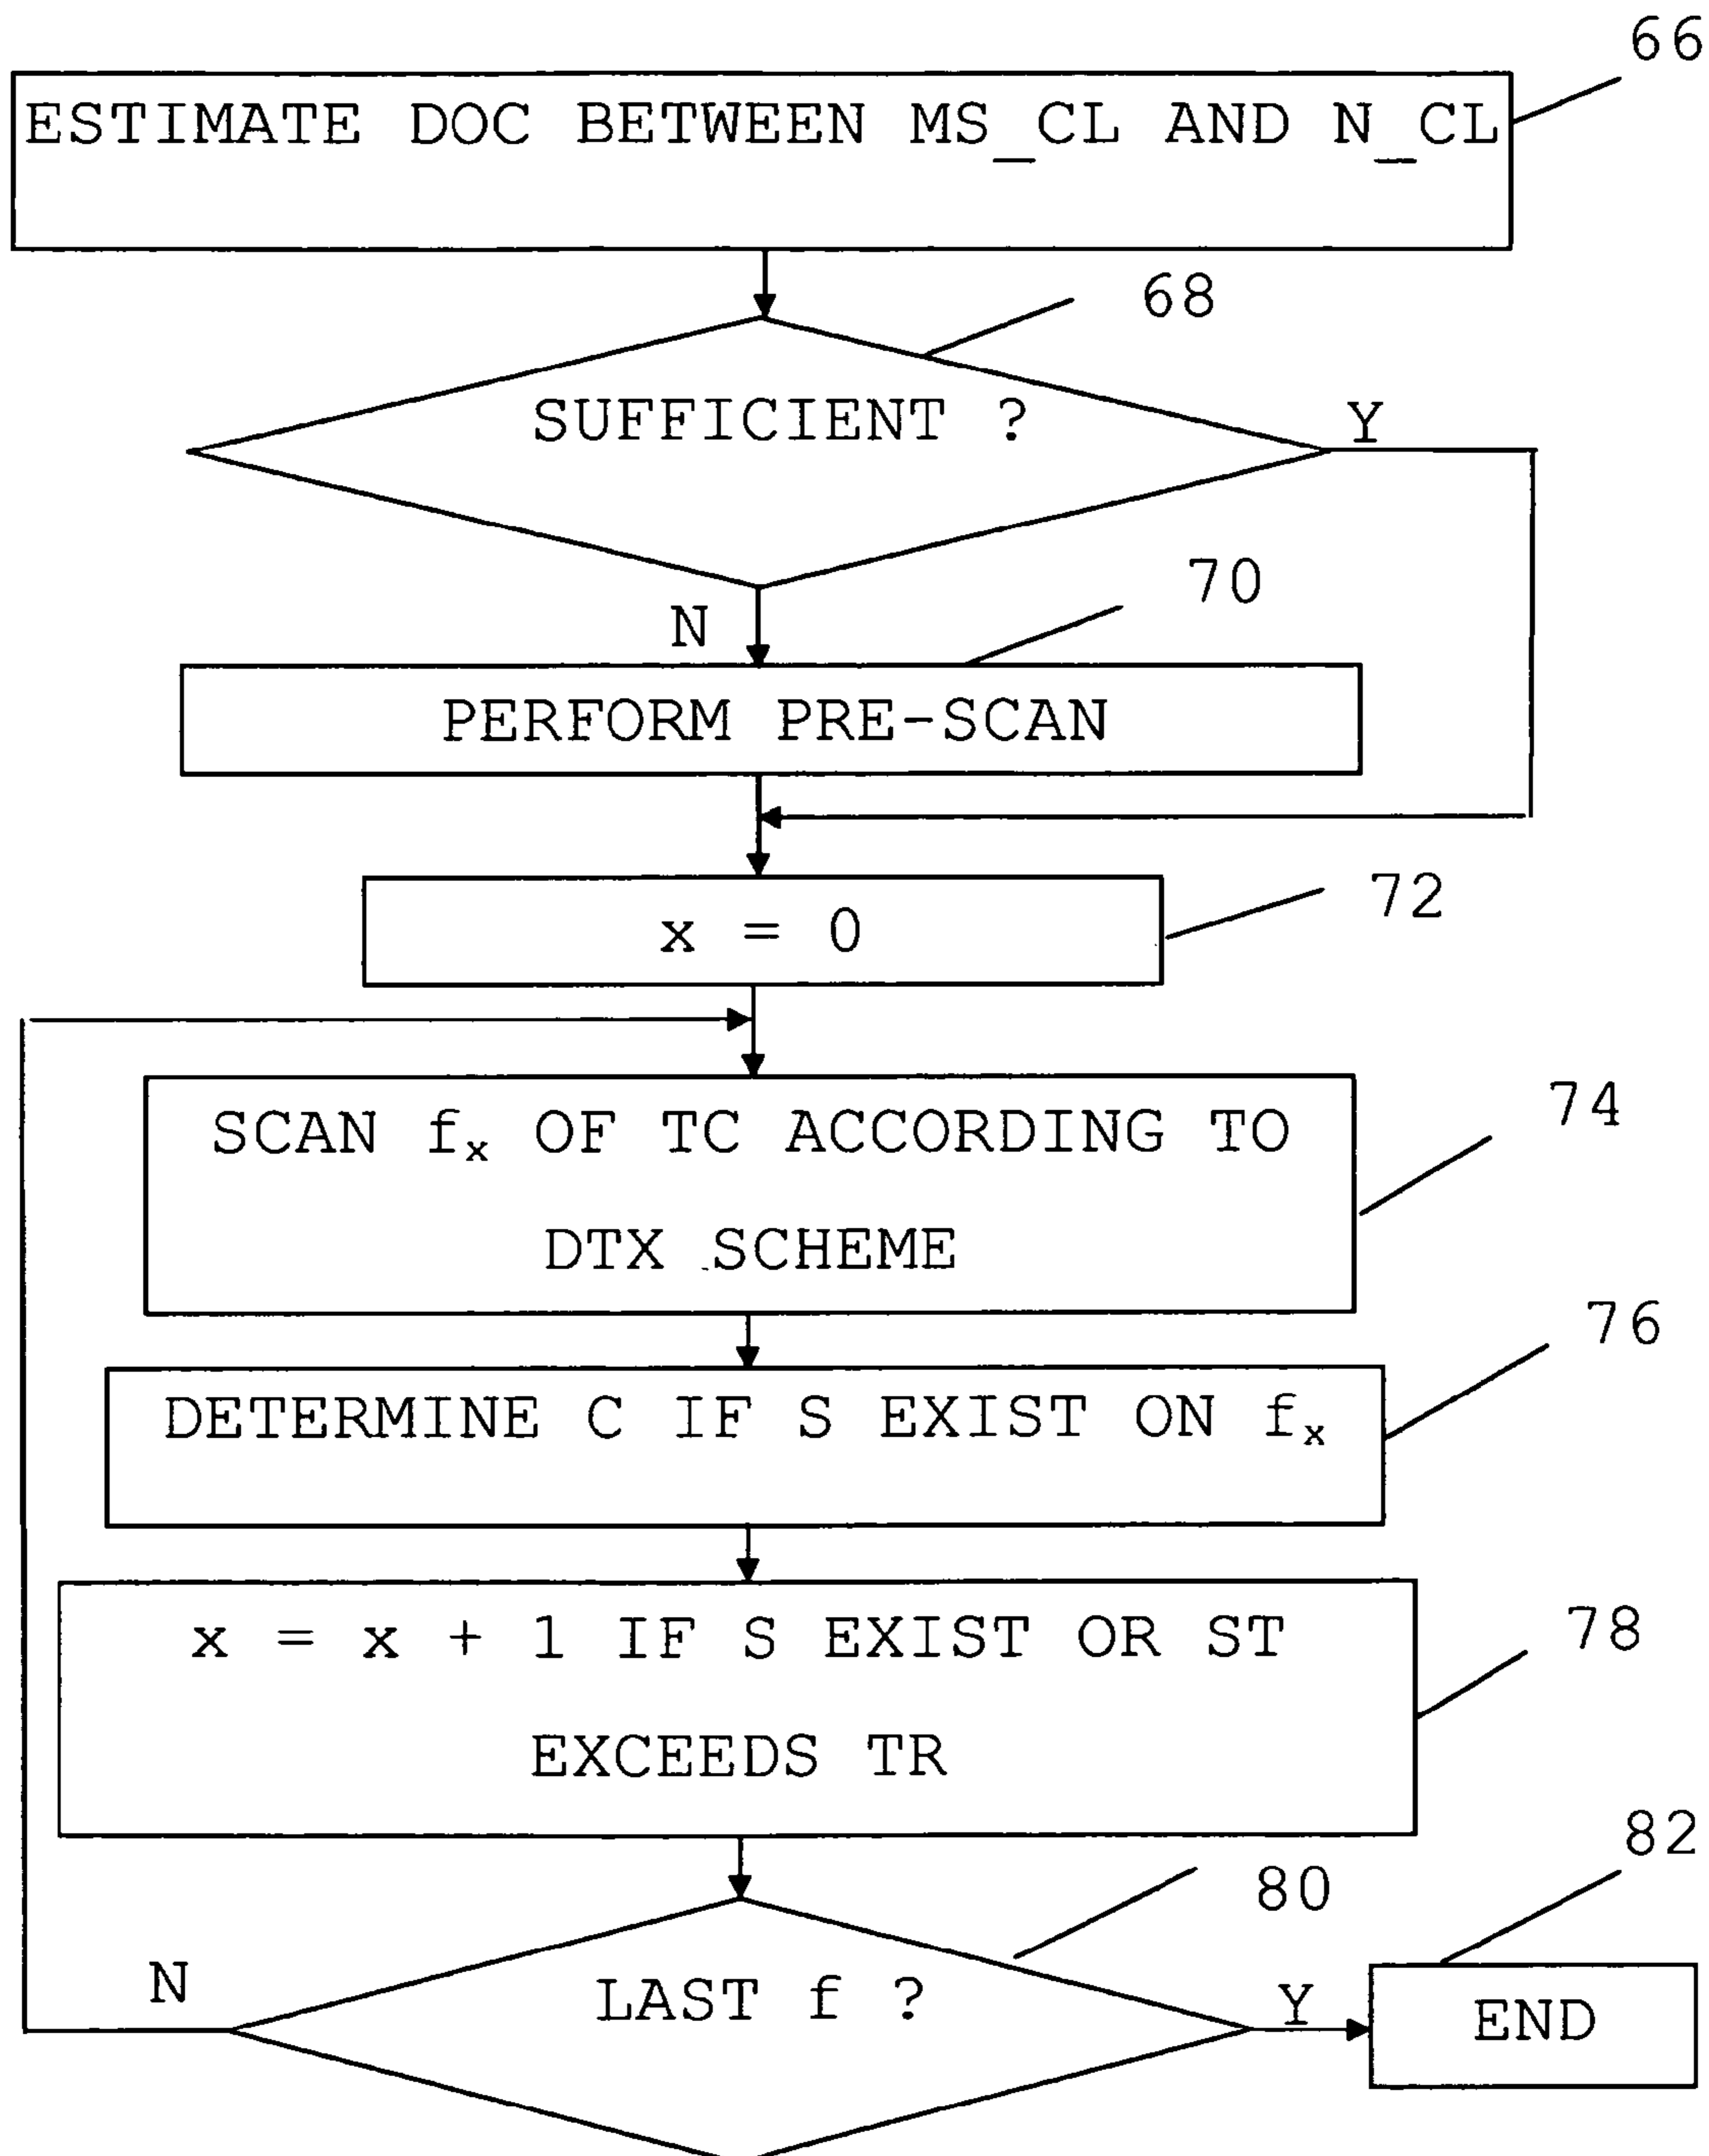 66
ESTIMATE DOC BETWEEN MS_CL AND N_CL
68
SUFFICIENT ?
Y
70
N
PERFORM PRE-SCAN
72
x = 0
74
SCAN fx OF TC ACCORDING TO
DTX SCHEME
76
DETERMINE C IF S EXIST ON fx
78
x = x + 1 IF S EXIST OR ST
EXCEEDS TR
82
80
N
LAST f ?
Y
END